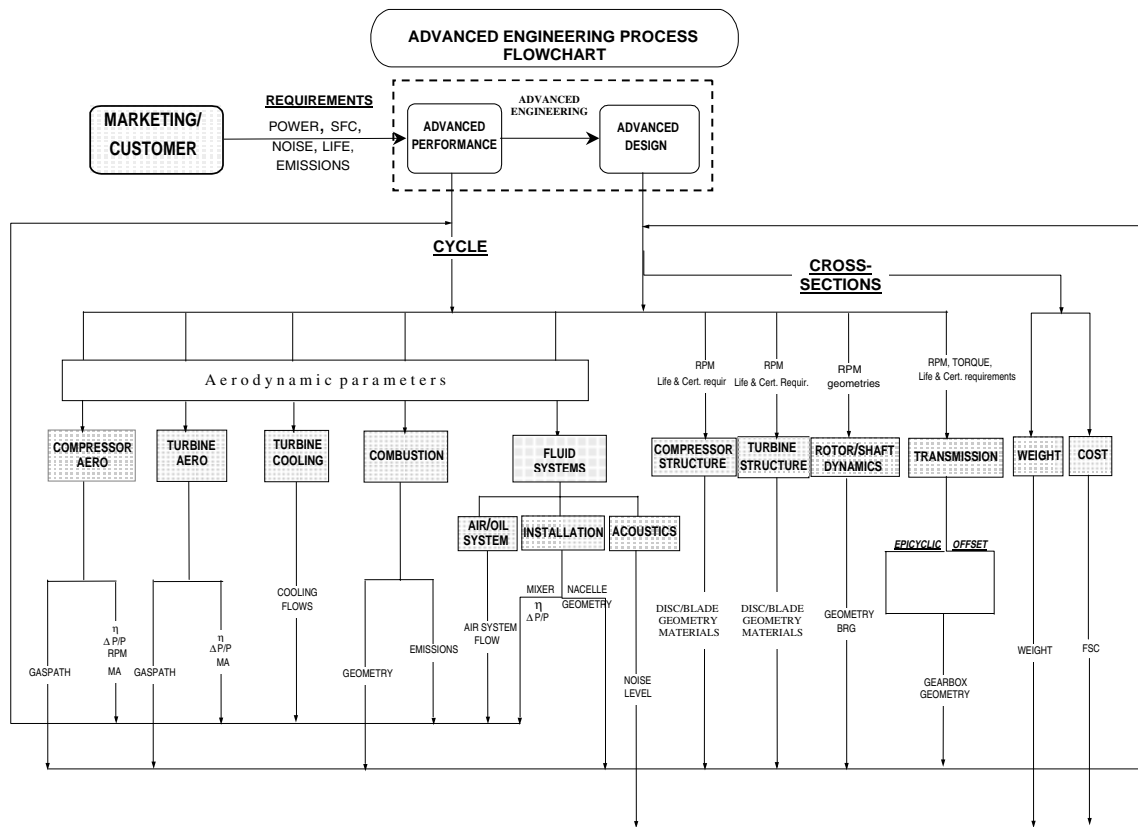 ADVANCED ENGINEERING PROCESS
FLOWCHART
MARKETING/
CUSTOMER
REQUIREMENTS
POWER, SFC,
NOISE, LIFE,
EMISSIONS
ADVANCED
PERFORMANCE
ADVANCED
ENGINEERING
ADVANCED
DESIGN
CYCLE
CROSS-
SECTIONS
Aerodynamic parameters
RPM
Life & Cert. requir
RPM
Life & Cert. Requir.
RPM
geometries
RPM, TORQUE,
Life & Cert. requirements
COMPRESSOR
AERO
TURBINE
AERO
TURBINE
COOLING
COMBUSTION
FLUID
SYSTEMS
COMPRESSOR
STRUCTURE
TURBINE
STRUCTURE
ROTOR/SHAFT
DYNAMICS
TRANSMISSION
WEIGHT
COST
AIR/OIL
SYSTEM
INSTALLATION
ACOUSTICS
EPICYCLIC OFFSET
GASPATH
η
Δ P/P
RPM
MA
GASPATH
η
Δ P/P
MA
COOLING
FLOWS
GEOMETRY
EMISSIONS
AIR SYSTEM
FLOW
MIXER
η
Δ P/P
NACELLE
GEOMETRY
NOISE
LEVEL
DISC/BLADE
GEOMETRY
MATERIALS
DISC/BLADE
GEOMETRY
MATERIALS
GEOMETRY
BRG
GEARBOX
GEOMETRY
WEIGHT
FSC